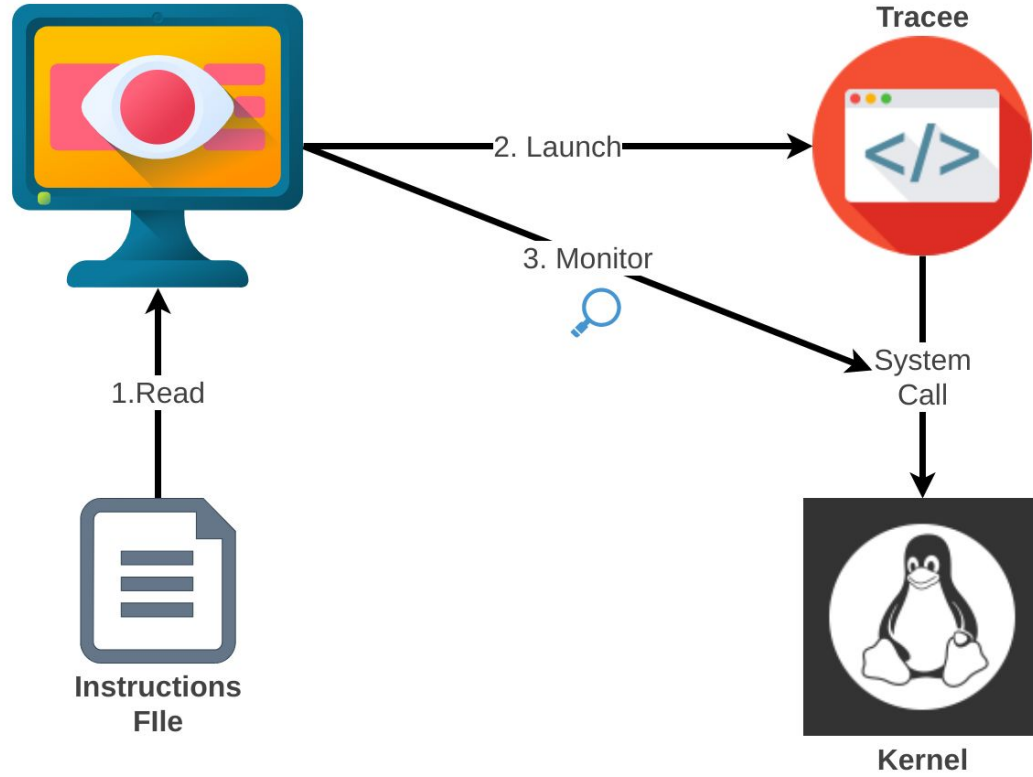 Tracee
</>
2. Launch
3. Monitor
System
Call
1.Read
Instructions
FIle
Kernel